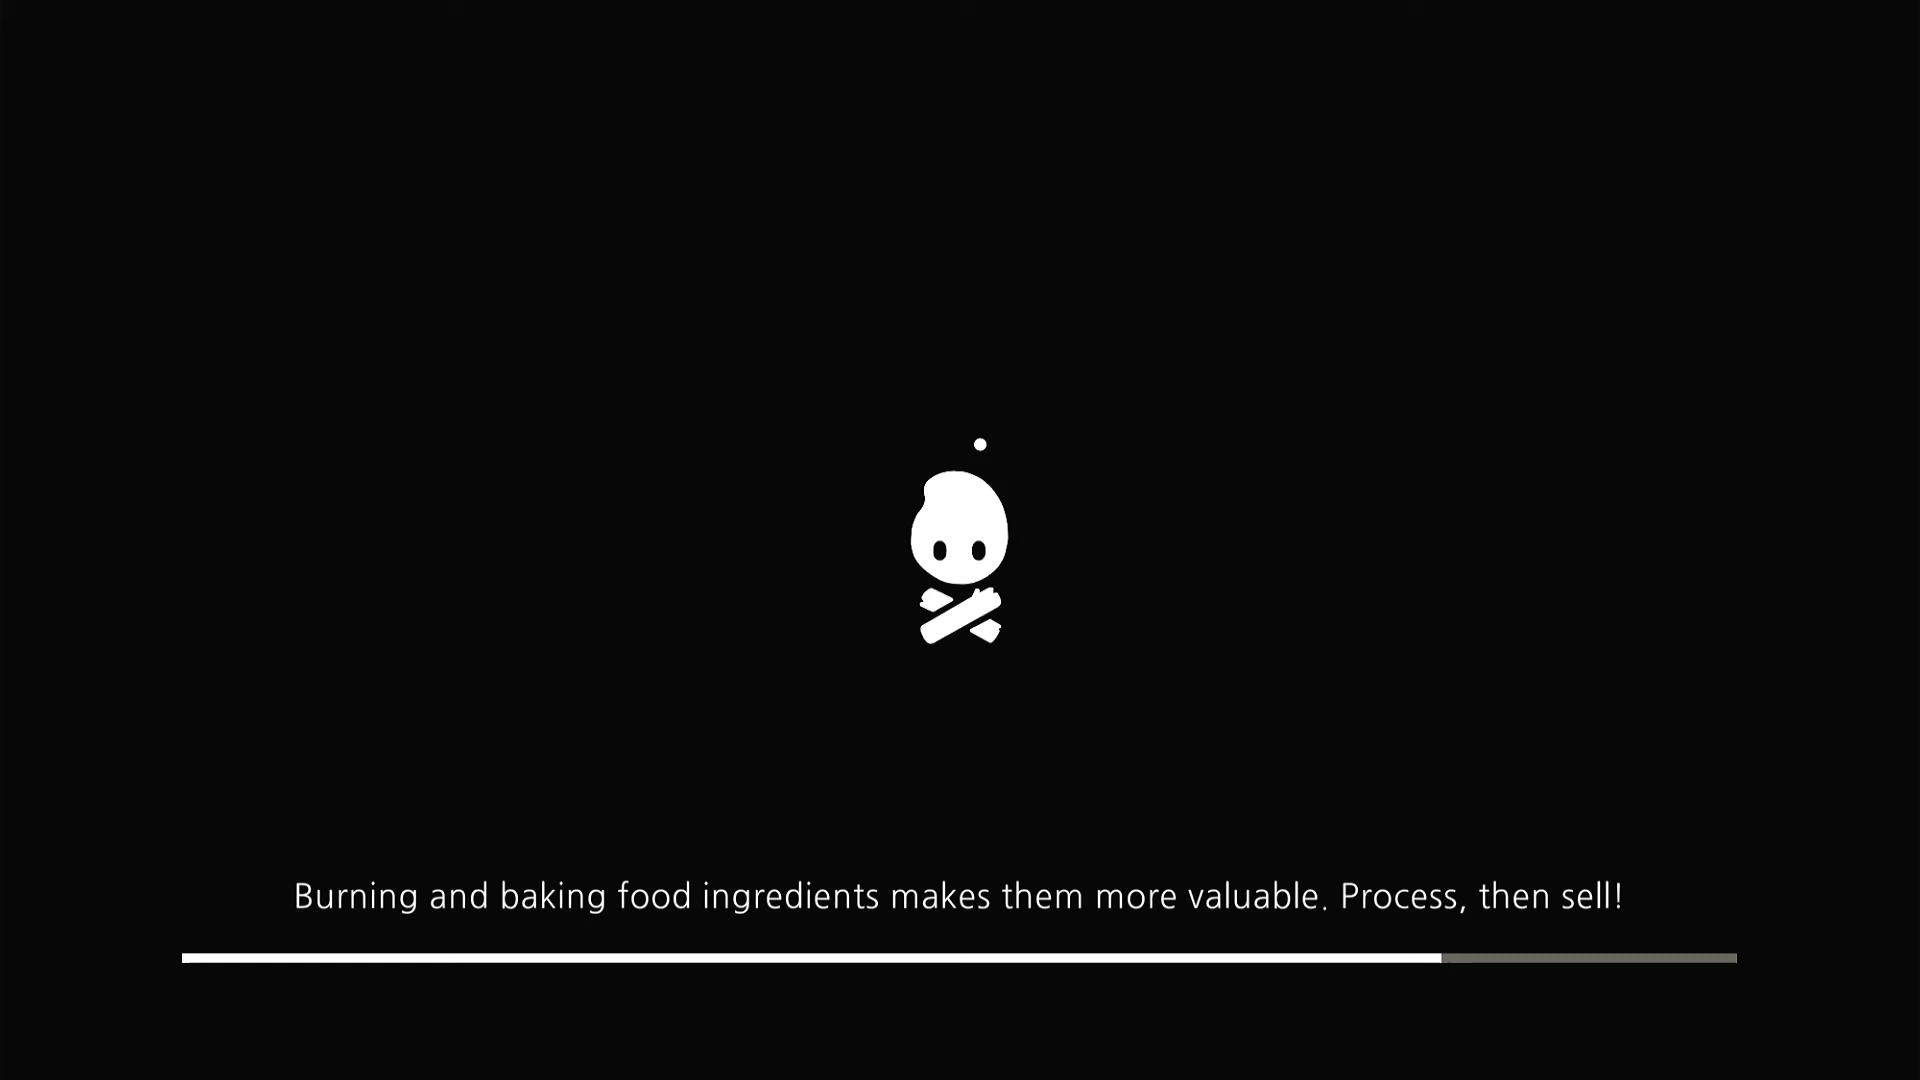 Burning and baking food ingredients makes them more valuable. Process, then sell!